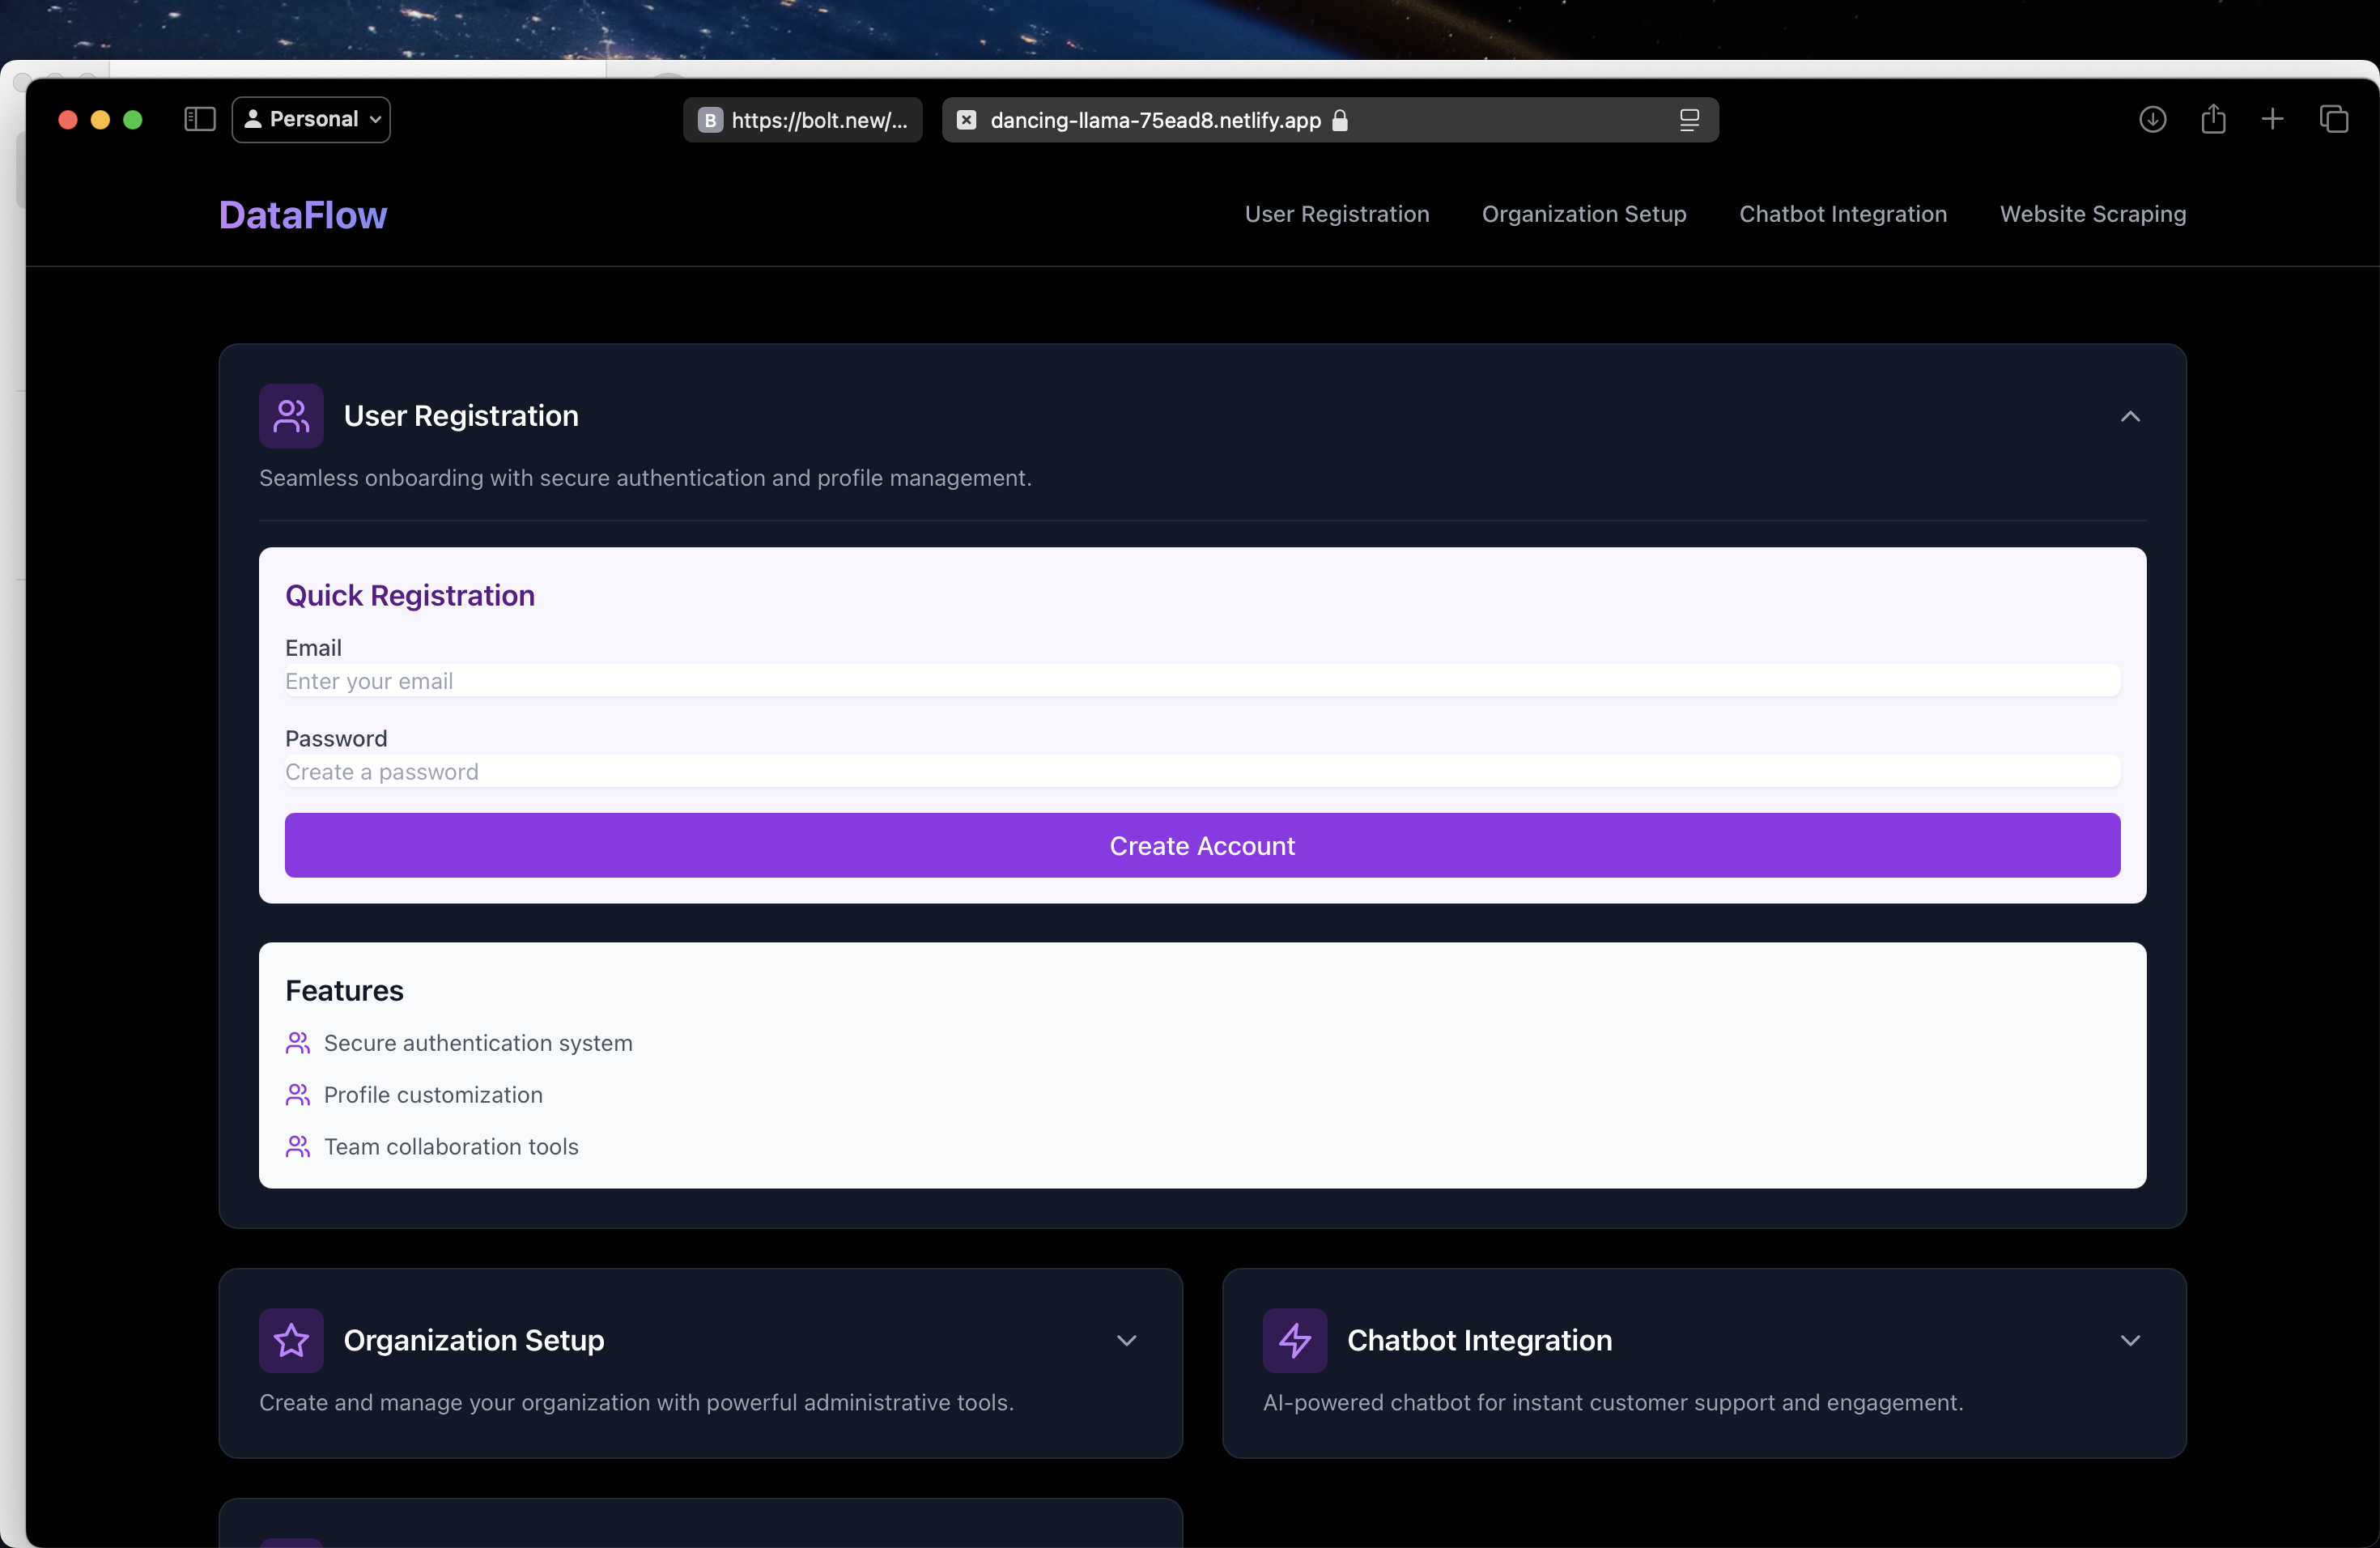 Personal
B https://bolt.new/...
dancing-llama-75ead8.netlify.app
DataFlow
User Registration
Organization Setup
Chatbot Integration
Website Scraping
User Registration
Seamless onboarding with secure authentication and profile management.
Quick Registration
Email
Enter your email
Password
Create a password
Create Account
Features
Secure authentication system
Profile customization
Team collaboration tools
Organization Setup
Create and manage your organization with powerful administrative tools.
Chatbot Integration
AI-powered chatbot for instant customer support and engagement.